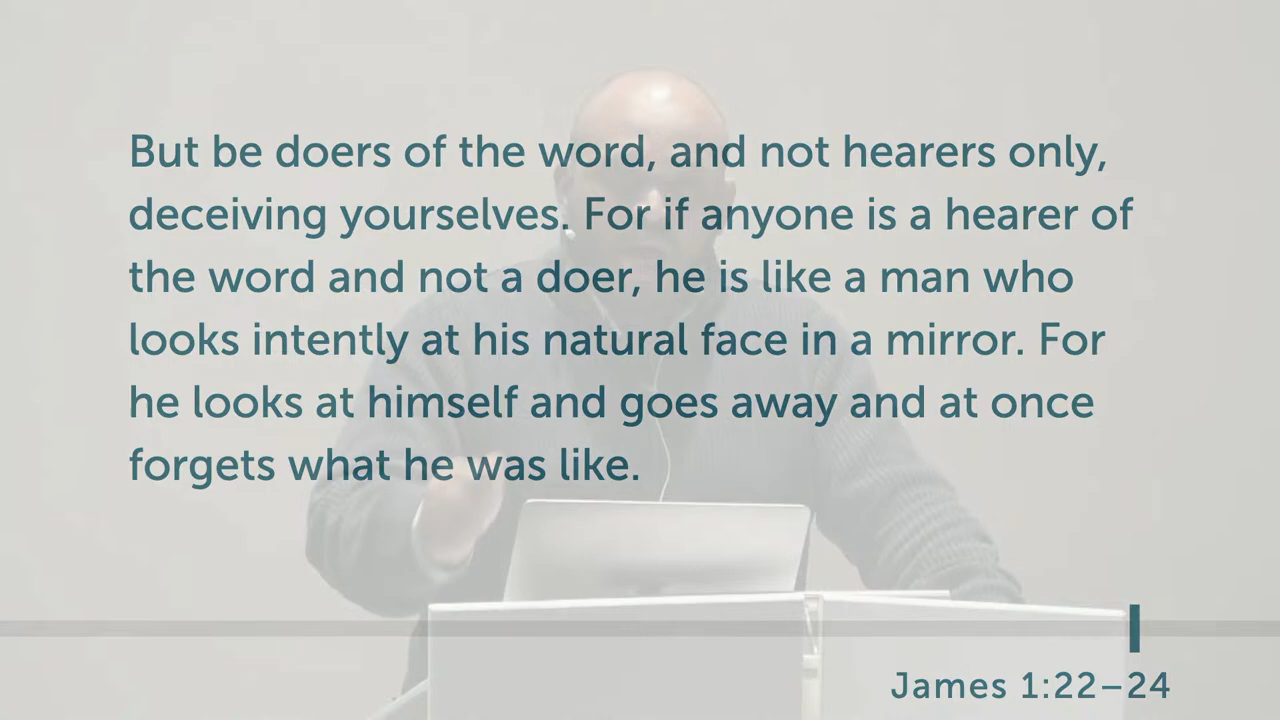 But be doers of the word, and not hearers only,
deceiving yourselves. For if anyone is a hearer of
the word and not a doer, he is like a man who
looks intently at his natural face in a mirror. For
he looks at himself and goes away and at once
forgets what he was like.
James 1:22–24